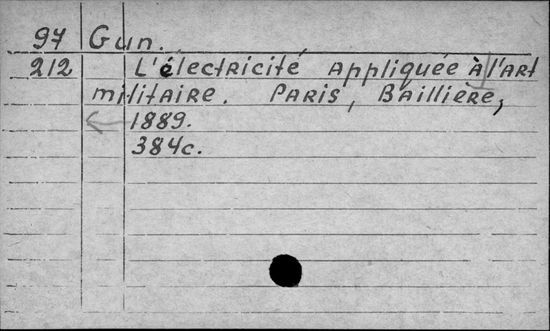 97 Gun.
212 L'électricité appliquée à l'art
militaire. Paris, Baillière,
1889.
384c.